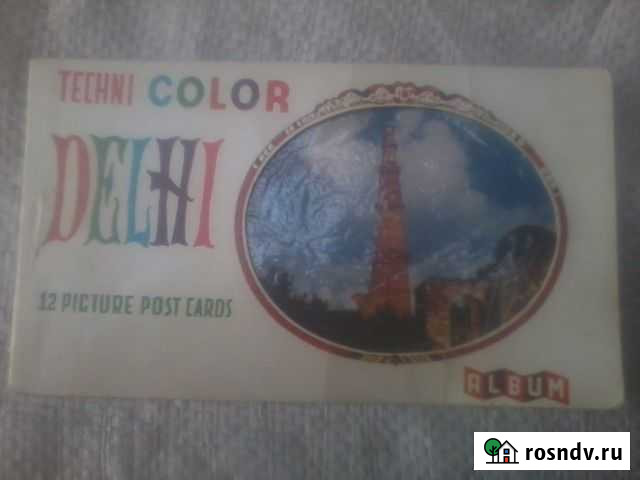 TECHNI COLOR
DELHI
12 PICTURE POST CARDS
ALBUM
rosndv.ru